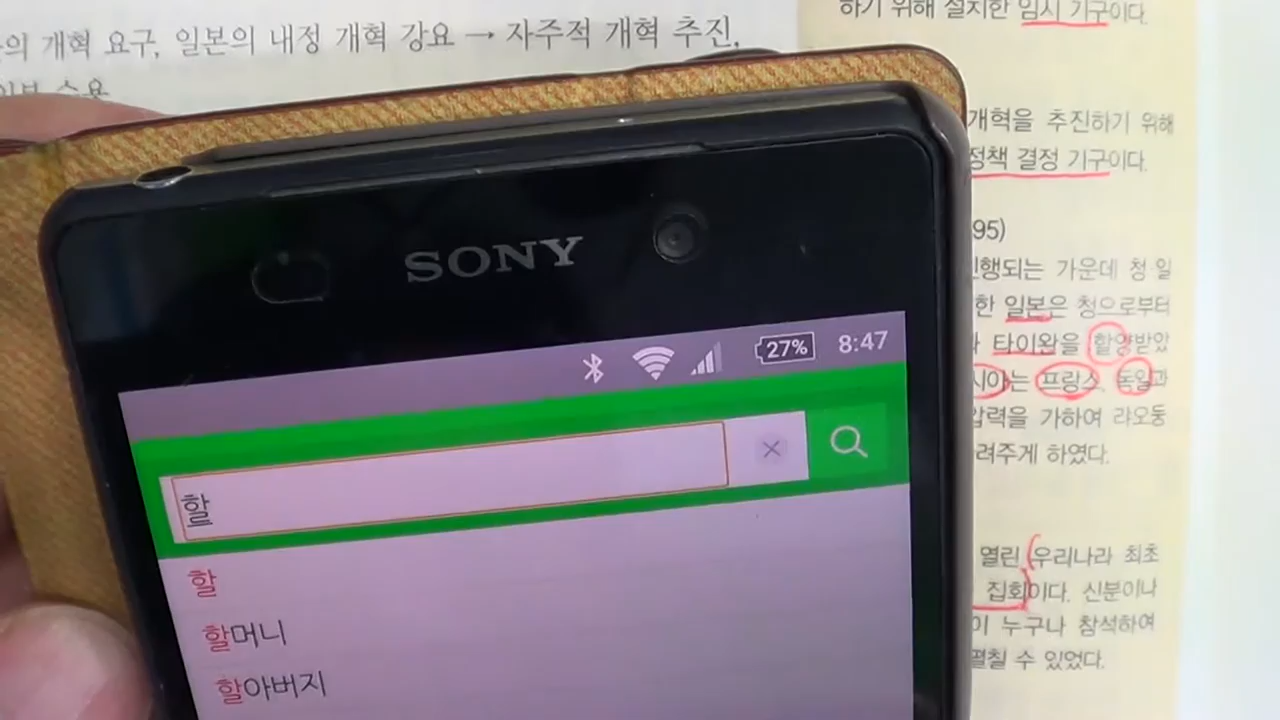 의 개혁 요구, 일본의 내정 개혁 강요 → 자주적 개혁 추진,
일부 수용
하기 위해 설치한 임시 기구이다.
개혁을 추진하기 위해
정책 결정 기구이다.
95)
진행되는 가운데 청·일
한 일본은 청으로부터
타이완을 할양받았
시아는 프랑스, 독일과
압력을 가하여 랴오둥
려주게 하였다.
열린 우리나라 최초
집회이다. 신분이나
이 누구나 참석하여
펼칠 수 있었다.
SONY
27% 8:47
할
할
할머니
할아버지